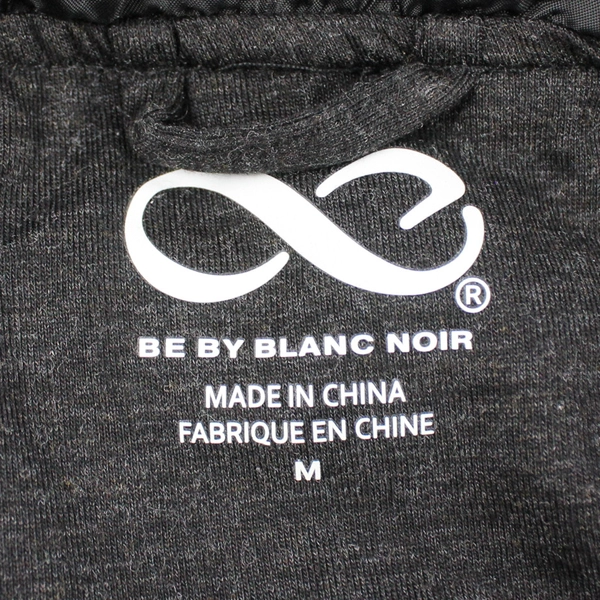 ®
BE BY BLANC NOIR
MADE IN CHINA
FABRIQUE EN CHINE
M